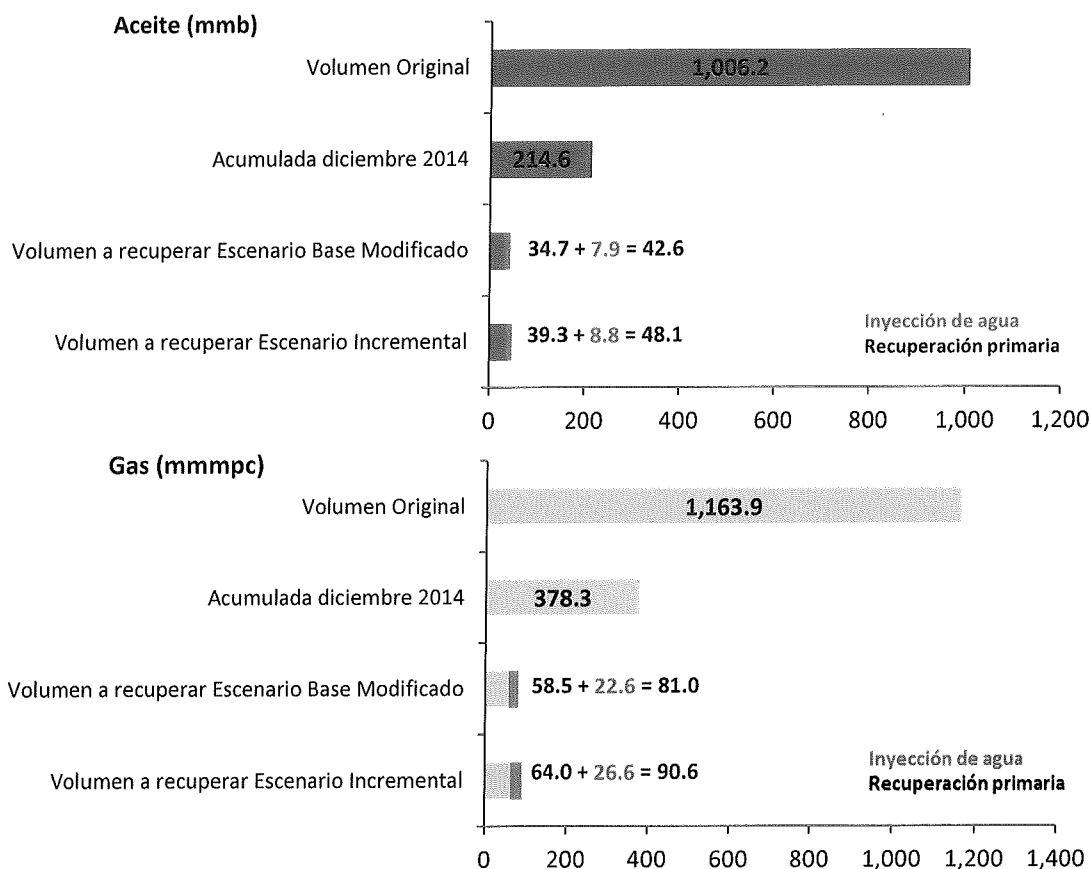 Aceite (mmb)
Volumen Original
1,006.2
Acumulada diciembre 2014
214.6
Volumen a recuperar Escenario Base Modificado
34.7 + 7.9 = 42.6
Volumen a recuperar Escenario Incremental
39.3 + 8.8 = 48.1
Inyección de agua
Recuperación primaria
0 200 400 600 800 1,000 1,200
Gas (mmmpc)
Volumen Original
1,163.9
Acumulada diciembre 2014
378.3
Volumen a recuperar Escenario Base Modificado
58.5 + 22.6 = 81.0
Volumen a recuperar Escenario Incremental
64.0 + 26.6 = 90.6
Inyección de agua
Recuperación primaria
0 200 400 600 800 1,000 1,200 1,400